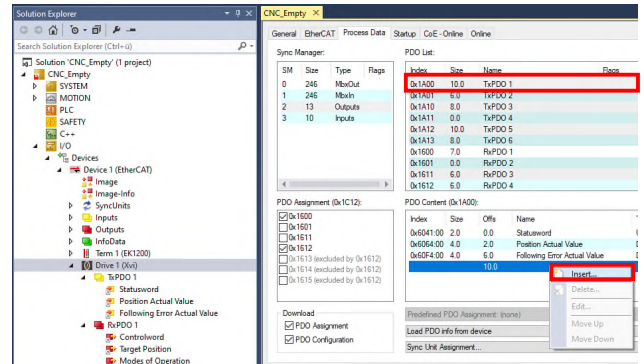 Solution Explorer
Search Solution Explorer (Ctrl+ü)
Solution 'CNC_Empty' (1 project)
CNC_Empty
SYSTEM
MOTION
PLC
SAFETY
C++
I/O
Devices
Device 1 (EtherCAT)
Image
Image-Info
SyncUnits
Inputs
Outputs
InfoData
Term 1 (EK1200)
Drive 1 (Xvi)
TxPDO 1
Statusword
Position Actual Value
Following Error Actual Value
RxPDO 1
Controlword
Target Position
Modes of Operation
CNC_Empty
General EtherCAT Process Data Startup CoE - Online Online
Sync Manager:
SM Size Type Flags
0 246 MbxOut
1 246 MbxIn
2 13 Outputs
3 10 Inputs
PDO List:
Index Size Name Flags
0x1A00 10.0 TxPDO 1
0x1A01 6.0 TxPDO 2
0x1A10 8.0 TxPDO 3
0x1A11 0.0 TxPDO 4
0x1A12 10.0 TxPDO 5
0x1A13 8.0 TxPDO 6
0x1600 7.0 RxPDO 1
0x1601 0.0 RxPDO 2
0x1611 6.0 RxPDO 3
0x1612 6.0 RxPDO 4
PDO Assignment (0x1C12):
0x1600
0x1601
0x1611
0x1612
0x1613 (excluded by 0x1612)
0x1614 (excluded by 0x1612)
0x1615 (excluded by 0x1612)
PDO Content (0x1A00):
Index Size Offs Name
0x6041:00 2.0 0.0 Statusword
0x6064:00 4.0 2.0 Position Actual Value
0x60F4:00 4.0 6.0 Following Error Actual Value
10.0
Insert...
Delete...
Edit...
Move Up
Move Down
Download
PDO Assignment
PDO Configuration
Predefined PDO Assignment: (none)
Load PDO info from device
Sync Unit Assignment...